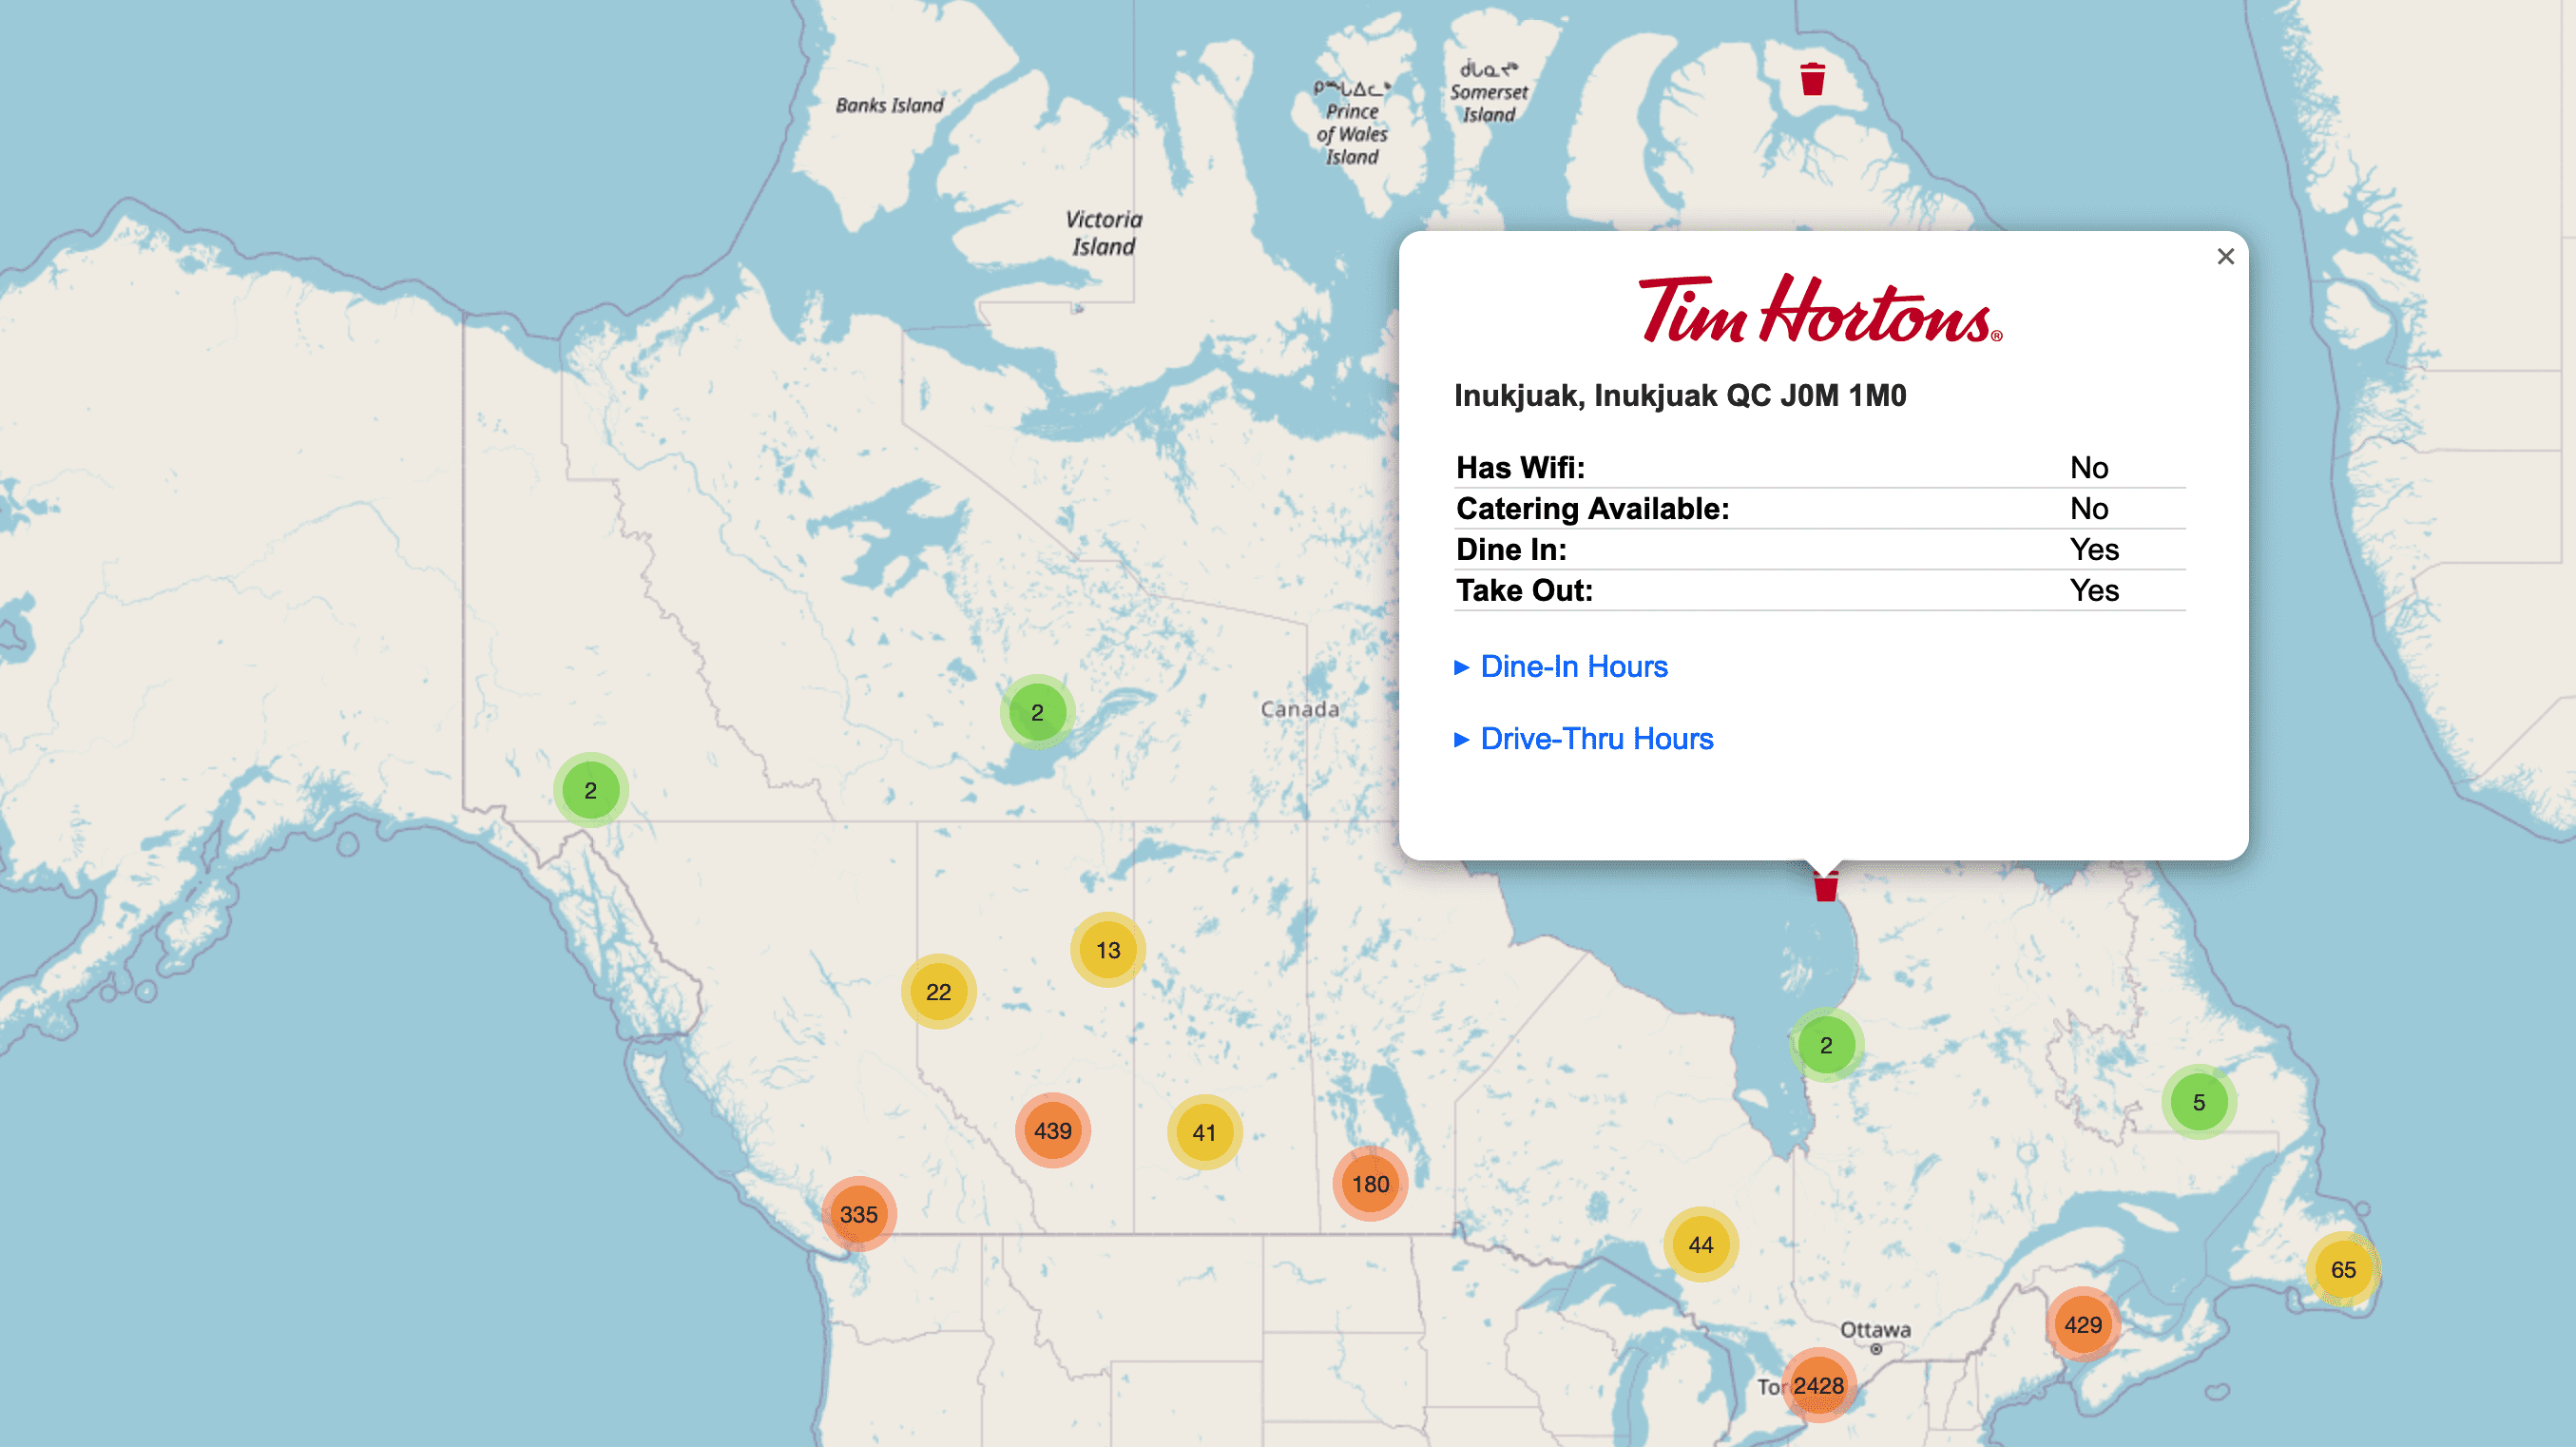 Banks Island
ᑭᖕᒐᐃᓚᒃ
Prince
of Wales
Island
Somerset
Island
Victoria
Island
×
Tim Hortons®
Inukjuak, Inukjuak QC J0M 1M0
Has Wifi: No
Catering Available: No
Dine In: Yes
Take Out: Yes
► Dine-In Hours
► Drive-Thru Hours
2
Canada
2
13
22
2
5
439
41
180
335
44
65
429
Ottawa
Tor
2428